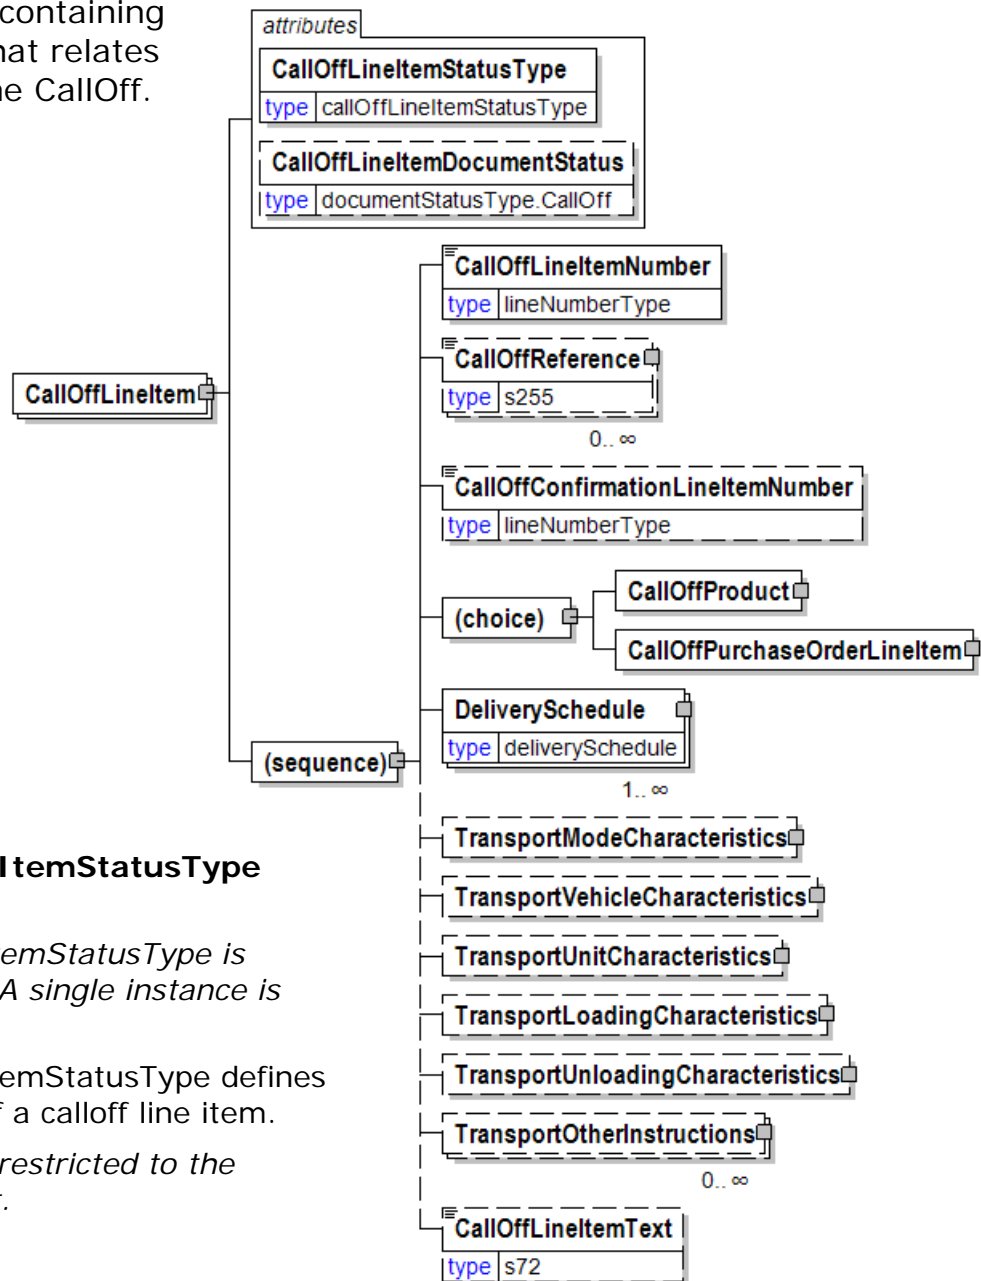 containing
hat relates
e CallOff.
attributes
CallOffLineItemStatusType
type callOffLineItemStatusType
CallOffLineItemDocumentStatus
type documentStatusType.CallOff
CallOffLineItemNumber
type lineNumberType
CallOffReference
type s255
0.. ∞
CallOffLineItem
CallOffConfirmationLineItemNumber
type lineNumberType
CallOffProduct
(choice)
CallOffPurchaseOrderLineItem
DeliverySchedule
type deliverySchedule
(sequence)
1.. ∞
TransportModeCharacteristics
TransportVehicleCharacteristics
TransportUnitCharacteristics
TransportLoadingCharacteristics
TransportUnloadingCharacteristics
TransportOtherInstructions
0.. ∞
CallOffLineItemText
type s72
ItemStatusType
emStatusType is
A single instance is
emStatusType defines
f a calloff line item.
restricted to the